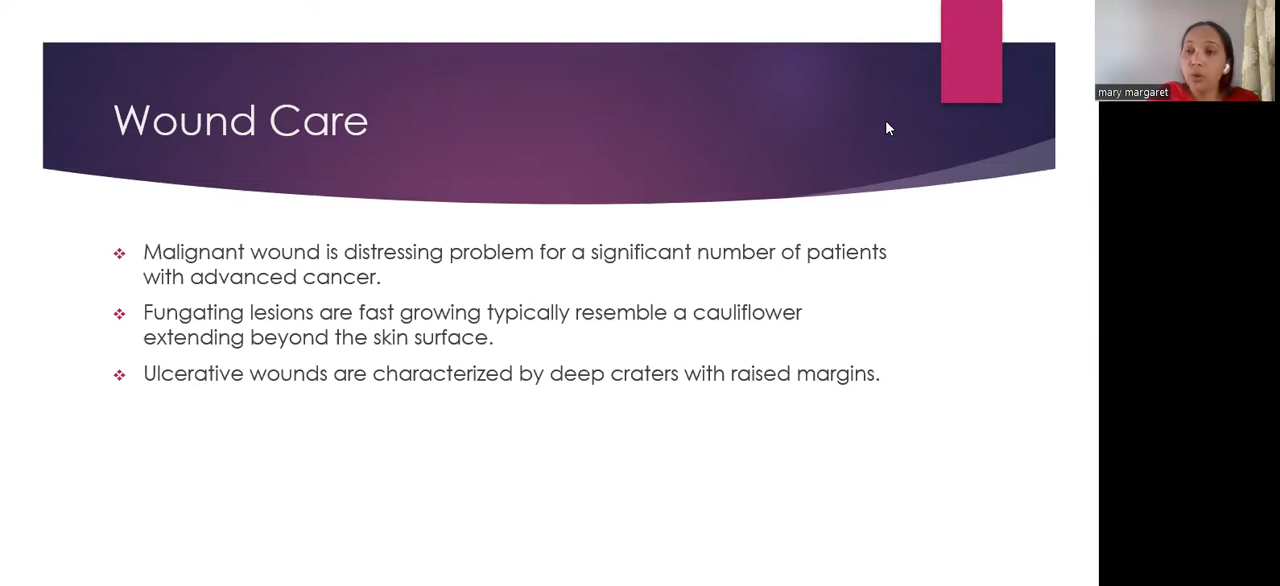 Wound Care
mary margaret
Malignant wound is distressing problem for a significant number of patients
with advanced cancer.
Fungating lesions are fast growing typically resemble a cauliflower
extending beyond the skin surface.
Ulcerative wounds are characterized by deep craters with raised margins.